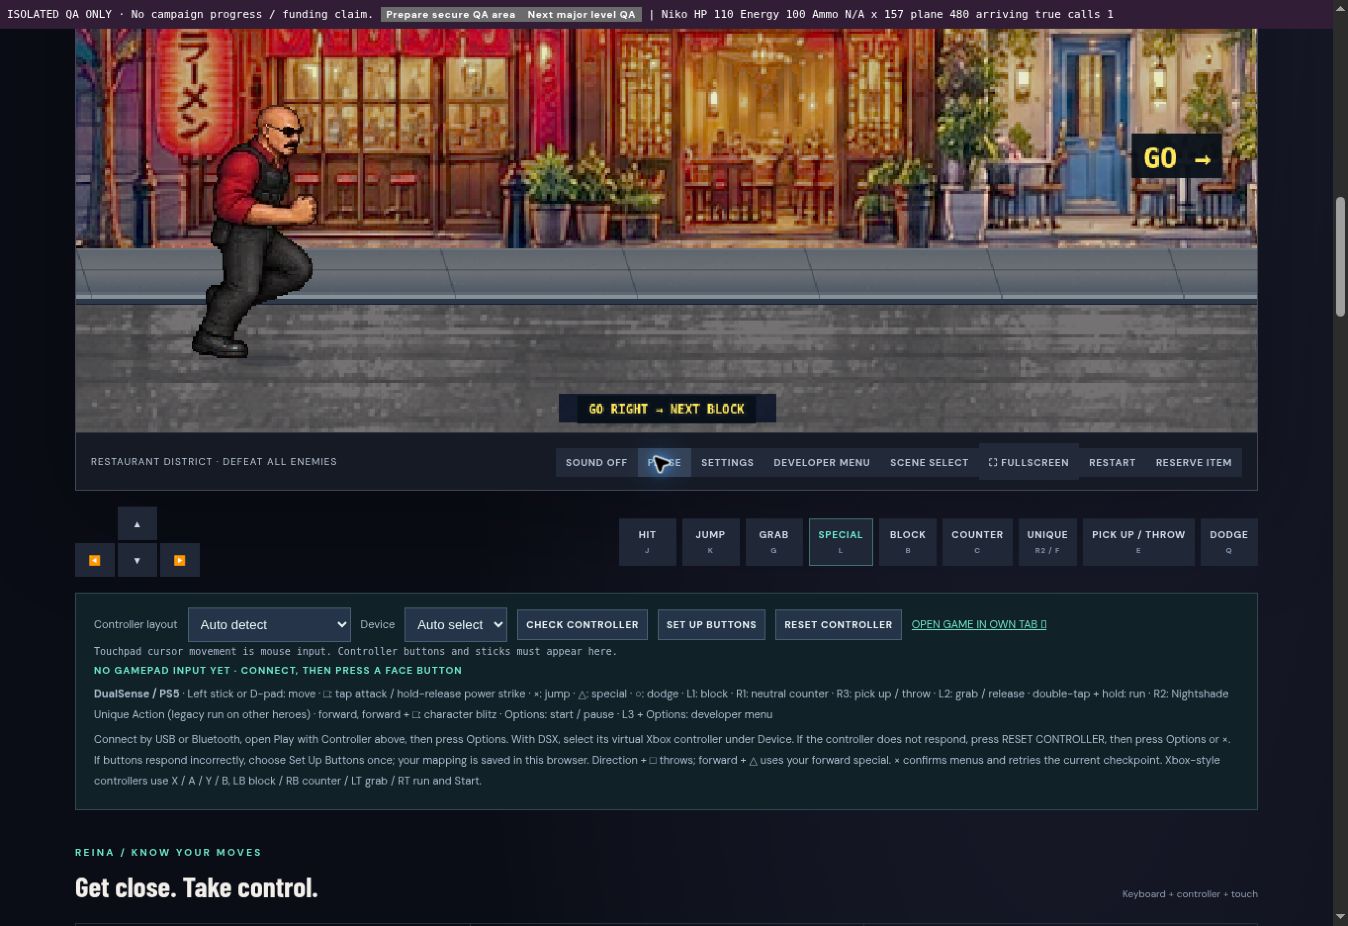 ISOLATED QA ONLY · No campaign progress / funding claim. Prepare secure QA area Next major level QA | Niko HP 110 Energy 100 Ammo N/A x 157 plane 480 arriving true calls 1
ラーメン
GO →
GO RIGHT → NEXT BLOCK
RESTAURANT DISTRICT · DEFEAT ALL ENEMIES
SOUND OFF SETTINGS DEVELOPER MENU SCENE SELECT ⛶ FULLSCREEN RESTART RESERVE ITEM
▲
◀ ▼ ▶
HIT JUMP GRAB SPECIAL BLOCK COUNTER UNIQUE PICK UP / THROW DODGE
J K G L B C R2 / F E Q
Controller layout Auto detect Device Auto select CHECK CONTROLLER SET UP BUTTONS RESET CONTROLLER OPEN GAME IN OWN TAB
Touchpad cursor movement is mouse input. Controller buttons and sticks must appear here.
NO GAMEPAD INPUT YET · CONNECT, THEN PRESS A FACE BUTTON
DualSense / PS5 · Left stick or D-pad: move · □: tap attack / hold-release power strike · ×: jump · △: special · ○: dodge · L1: block · R1: neutral counter · R3: pick up / throw · L2: grab / release · double-tap + hold: run · R2: Nightshade
Unique Action (legacy run on other heroes) · forward, forward + □: character blitz · Options: start / pause · L3 + Options: developer menu
Connect by USB or Bluetooth, open Play with Controller above, then press Options. With DSX, select its virtual Xbox controller under Device. If the controller does not respond, press RESET CONTROLLER, then press Options or ×.
If buttons respond incorrectly, choose Set Up Buttons once; your mapping is saved in this browser. Direction + □ throws; forward + △ uses your forward special. × confirms menus and retries the current checkpoint. Xbox-style
controllers use X / A / Y / B, LB block / RB counter / LT grab / RT run and Start.
REINA / KNOW YOUR MOVES
Get close. Take control.
Keyboard + controller + touch